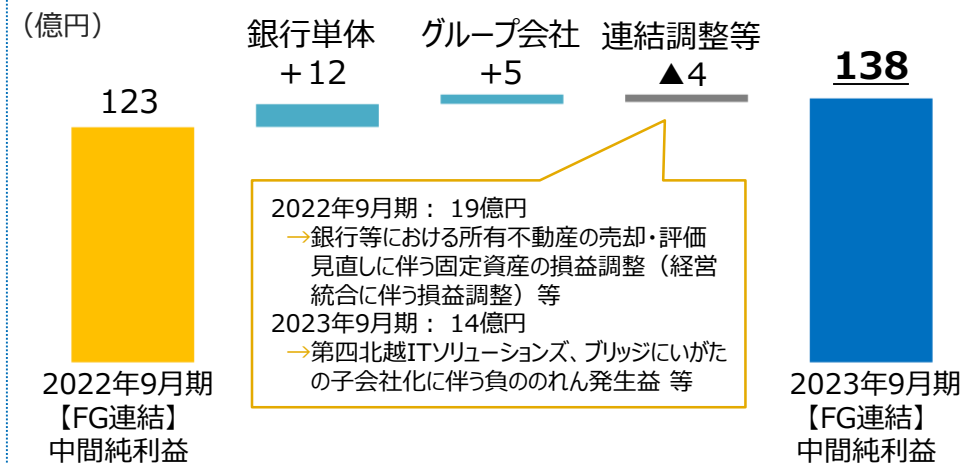 （億円）
銀行単体
＋12
グループ会社
+5
連結調整等
▲4
123
138
2022年9月期： 19億円
→銀行等における所有不動産の売却・評価
見直しに伴う固定資産の損益調整（経営
統合に伴う損益調整）等
2023年9月期： 14億円
→第四北越ITソリューションズ、ブリッジにいがた
の子会社化に伴う負ののれん発生益 等
2022年9月期
【FG連結】
中間純利益
2023年9月期
【FG連結】
中間純利益